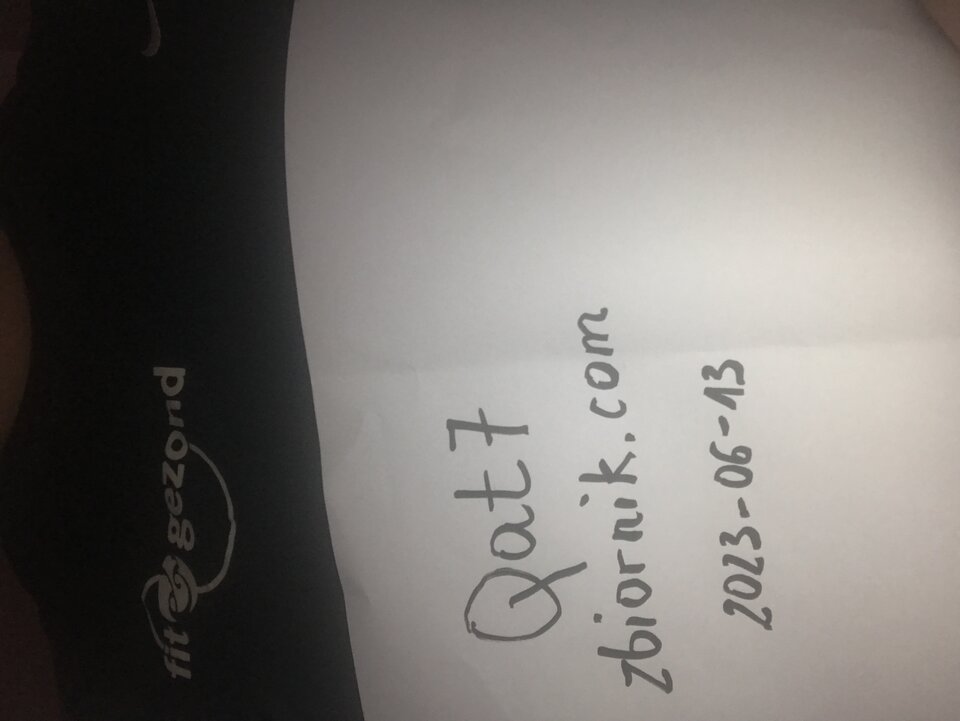 fit & gezond
Qat7
zbiornik.com
2023-06-13